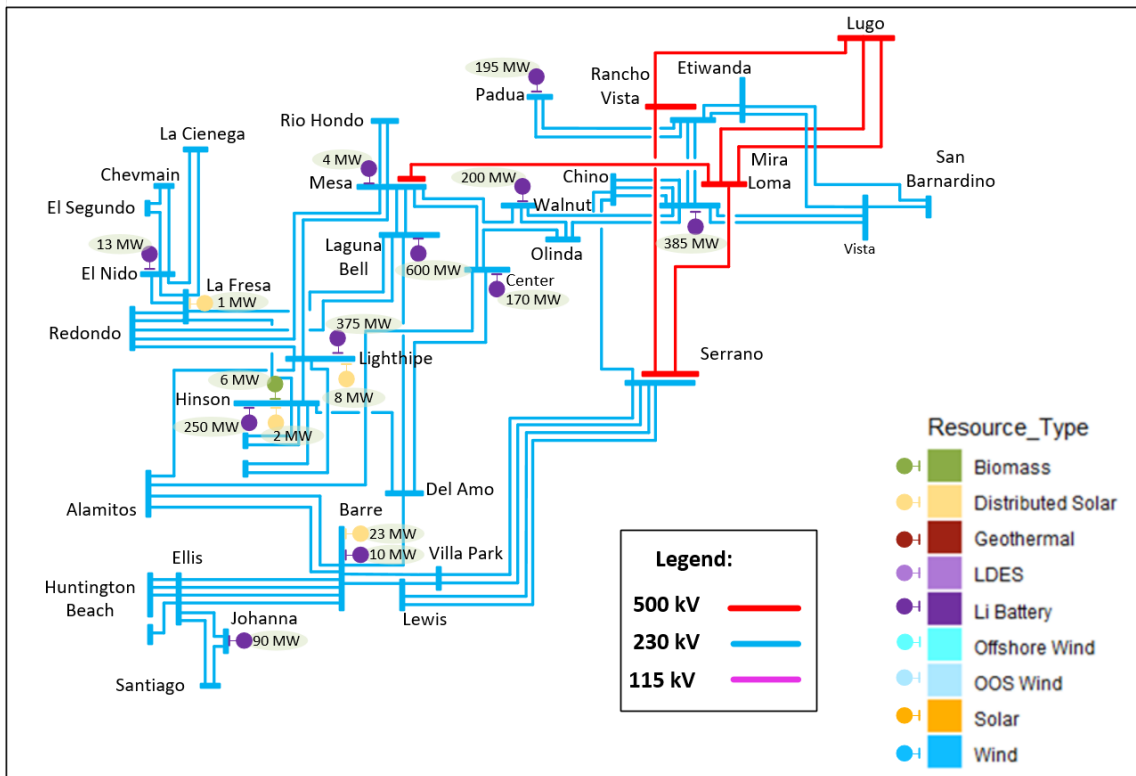 Lugo
195 MW
Rancho
Vista
Etiwanda
Padua
Rio Hondo
La Cienega
4 MW
Mesa
Chevmain
200 MW
Chino
Mira
Loma
San
Barnardino
El Segundo
Walnut
13 MW
Laguna
Bell
Olinda
385 MW
Vista
El Nido
600 MW
Center
170 MW
La Fresa
1 MW
Redondo
375 MW
Lighthipe
Serrano
6 MW
8 MW
Hinson
250 MW
2 MW
Resource_Type
Biomass
Distributed Solar
Geothermal
LDES
Li Battery
Offshore Wind
OOS Wind
Solar
Wind
Del Amo
Alamitos
Barre
23 MW
10 MW
Villa Park
Legend:
500 kV
230 kV
115 kV
Ellis
Huntington
Beach
Lewis
Johanna
90 MW
Santiago